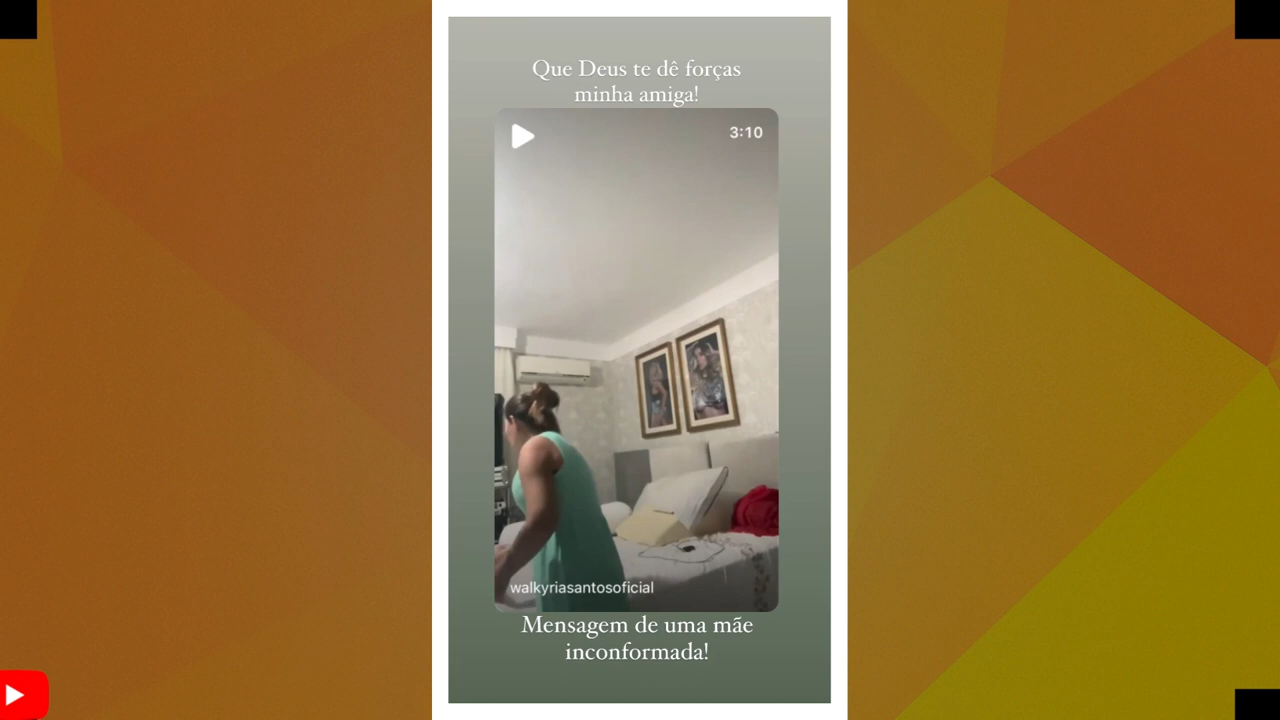 Que Deus te dê forças
minha amiga!
3:10
walkyriasantosoficial
Mensagem de uma mãe
inconformada!